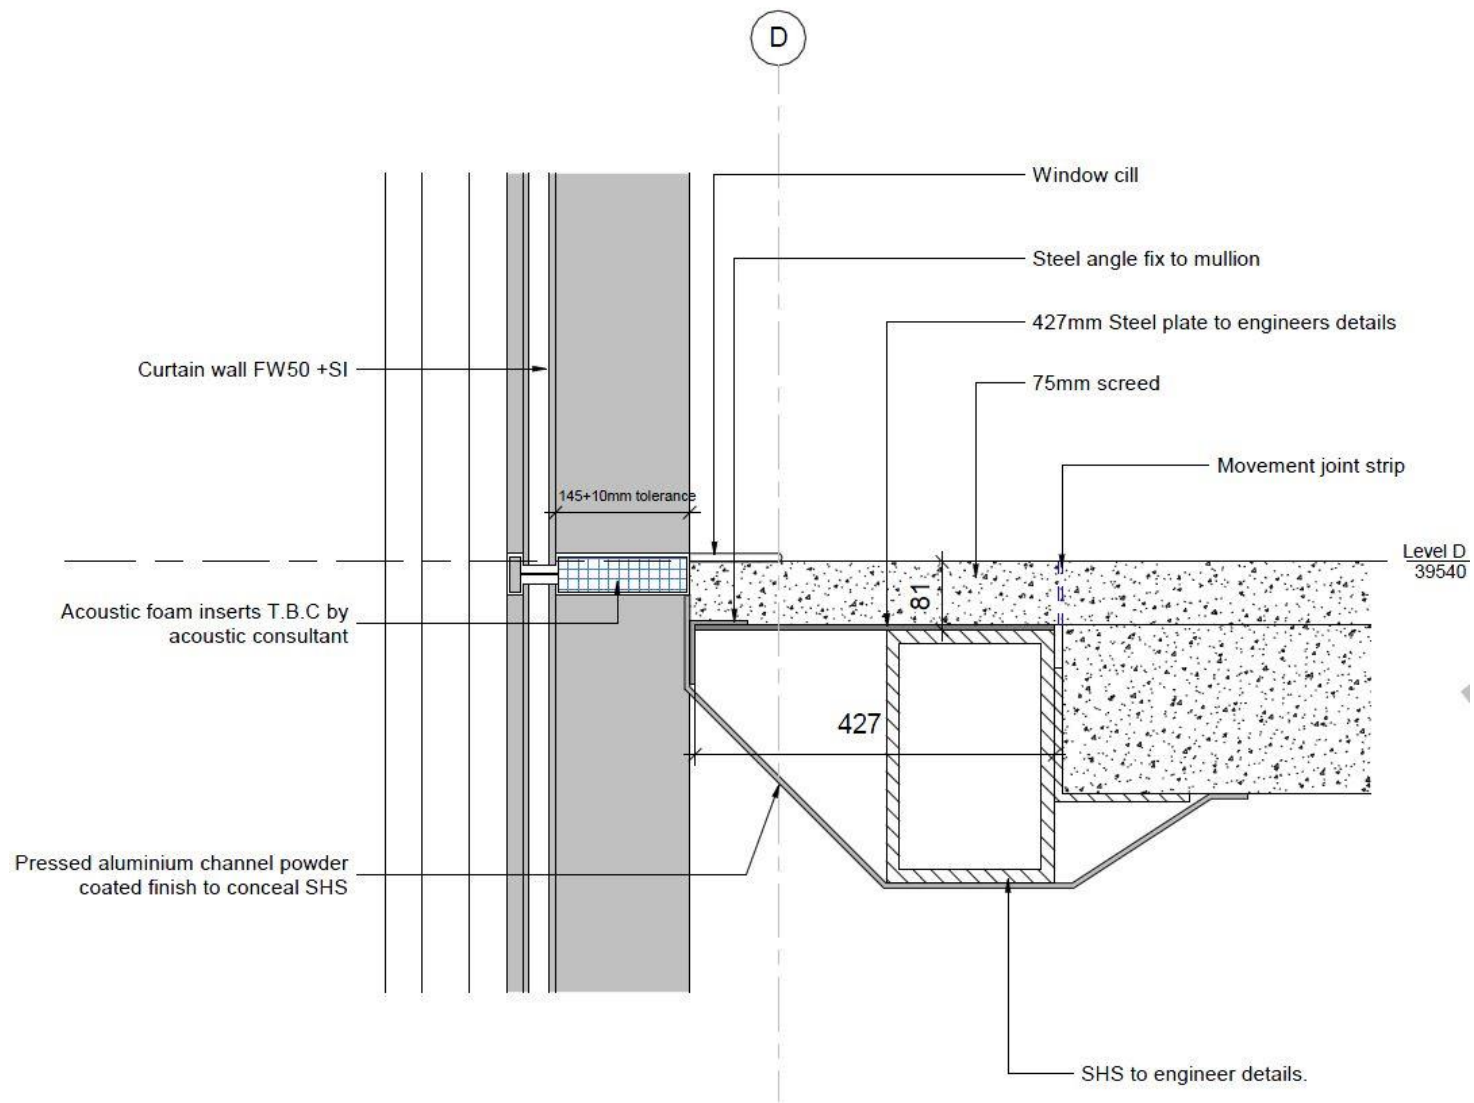 D
Window cill
Steel angle fix to mullion
427mm Steel plate to engineers details
Curtain wall FW50 +SI
75mm screed
Movement joint strip
145+10mm tolerance
Level D
39540
81
Acoustic foam inserts T.B.C by
acoustic consultant
427
Pressed aluminium channel powder
coated finish to conceal SHS
SHS to engineer details.